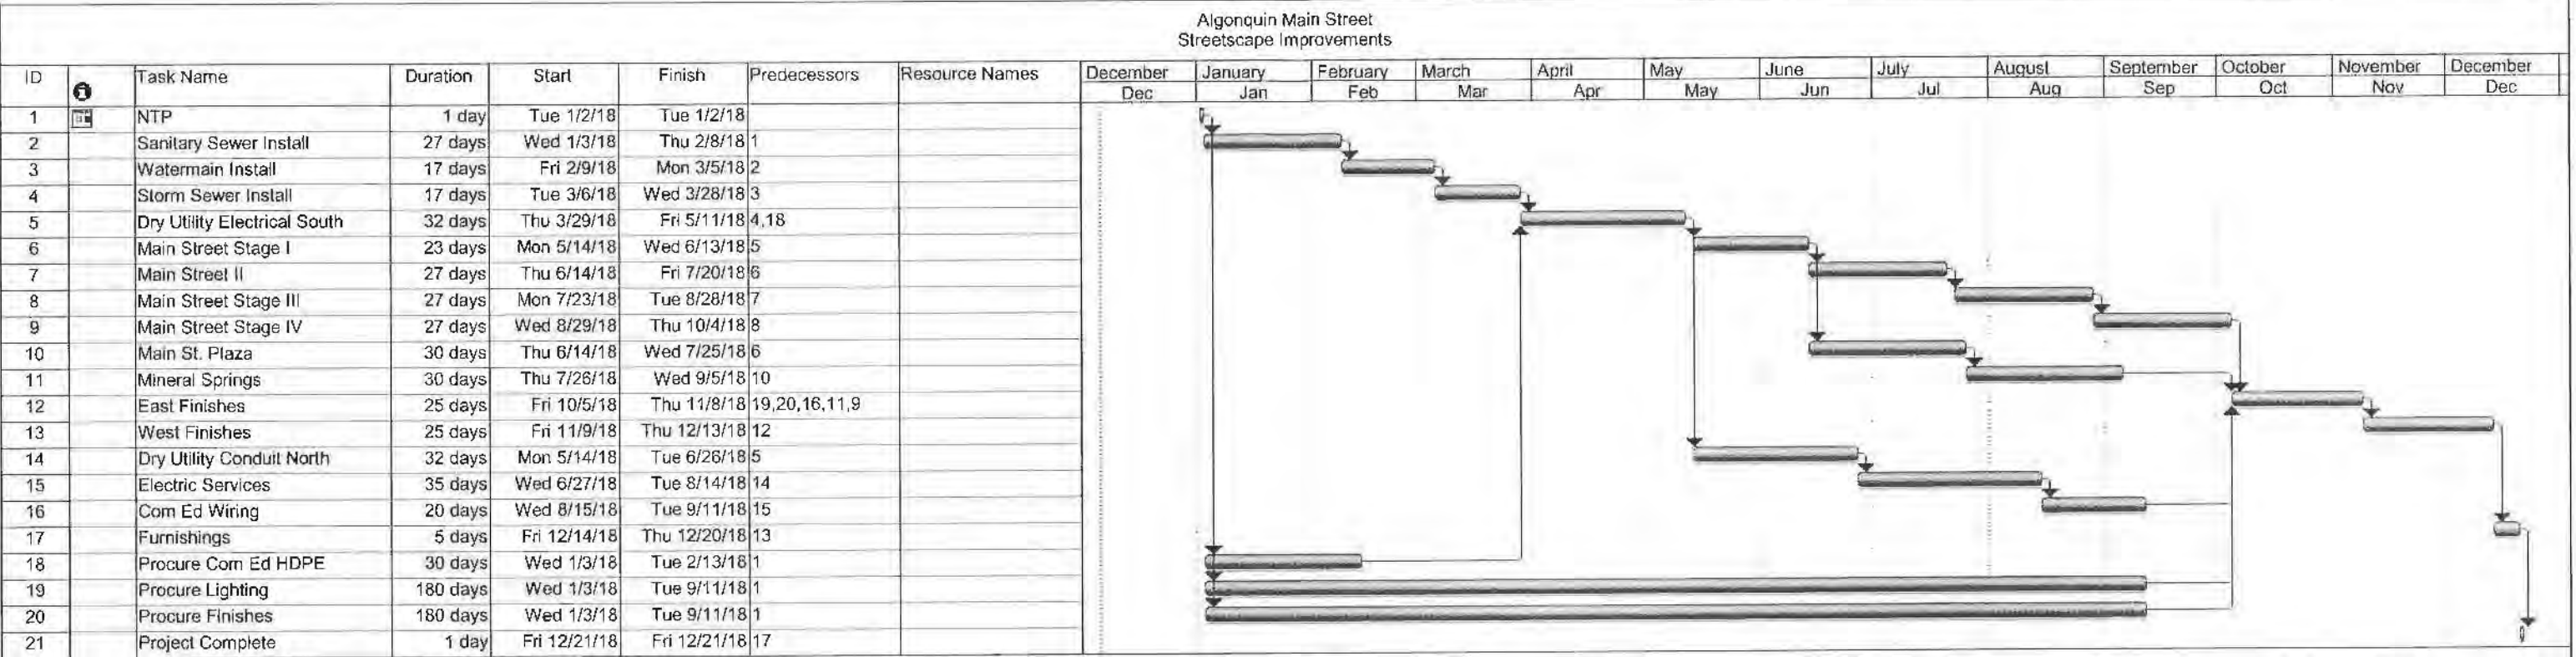 Algonquin Main Street
Streetscape Improvements
ID Task Name Duration Start Finish Predecessors Resource Names December January February March April May June July August September October November December
Dec Jan Feb Mar Apr May Jun Jul Aug Sep Oct Nov Dec
1 NTP 1 day Tue 1/2/18 Tue 1/2/18
2 Sanitary Sewer Install 27 days Wed 1/3/18 Thu 2/8/18 1
3 Watermain Install 17 days Fri 2/9/18 Mon 3/5/18 2
4 Storm Sewer Install 17 days Tue 3/6/18 Wed 3/28/18 3
5 Dry Utility Electrical South 32 days Thu 3/29/18 Fri 5/11/18 4,18
6 Main Street Stage I 23 days Mon 5/14/18 Wed 6/13/18 5
7 Main Street II 27 days Thu 6/14/18 Fri 7/20/18 6
8 Main Street Stage III 27 days Mon 7/23/18 Tue 8/28/18 7
9 Main Street Stage IV 27 days Wed 8/29/18 Thu 10/4/18 8
10 Main St. Plaza 30 days Thu 6/14/18 Wed 7/25/18 6
11 Mineral Springs 30 days Thu 7/26/18 Wed 9/5/18 10
12 East Finishes 25 days Fri 10/5/18 Thu 11/8/18 19,20,16,11,9
13 West Finishes 25 days Fri 11/9/18 Thu 12/13/18 12
14 Dry Utility Conduit North 32 days Mon 5/14/18 Tue 6/26/18 5
15 Electric Services 35 days Wed 6/27/18 Tue 8/14/18 14
16 Com Ed Wiring 20 days Wed 8/15/18 Tue 9/11/18 15
17 Furnishings 5 days Fri 12/14/18 Thu 12/20/18 13
18 Procure Com Ed HDPE 30 days Wed 1/3/18 Tue 2/13/18 1
19 Procure Lighting 180 days Wed 1/3/18 Tue 9/11/18 1
20 Procure Finishes 180 days Wed 1/3/18 Tue 9/11/18 1
21 Project Complete 1 day Fri 12/21/18 Fri 12/21/18 17